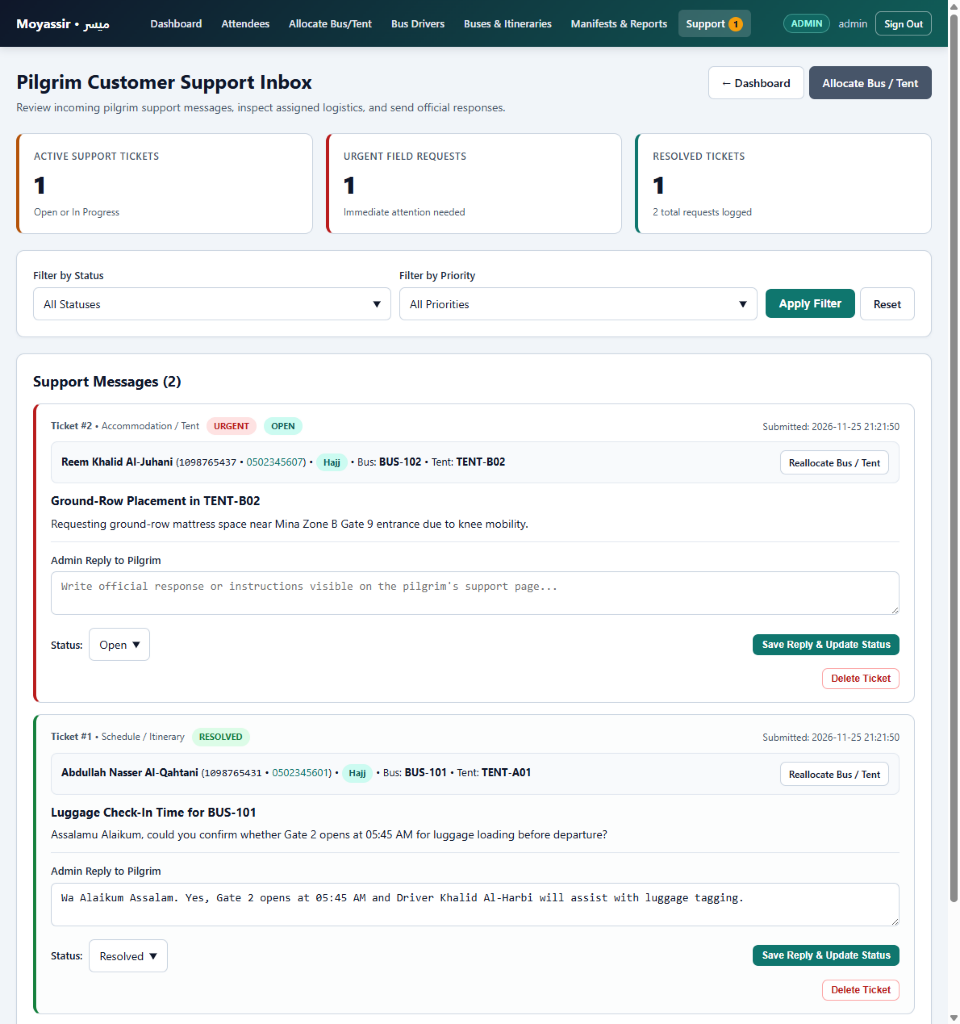 Moyassir • ميسر Dashboard Attendees Allocate Bus/Tent Bus Drivers Buses & Itineraries Manifests & Reports Support 1 ADMIN admin Sign Out
Pilgrim Customer Support Inbox
Review incoming pilgrim support messages, inspect assigned logistics, and send official responses.
← Dashboard Allocate Bus / Tent
ACTIVE SUPPORT TICKETS
1
Open or In Progress
URGENT FIELD REQUESTS
1
Immediate attention needed
RESOLVED TICKETS
1
2 total requests logged
Filter by Status
All Statuses ▼
Filter by Priority
All Priorities ▼
Apply Filter Reset
Support Messages (2)
Ticket #2 • Accommodation / Tent URGENT OPEN Submitted: 2026-11-25 21:21:50
Reem Khalid Al-Juhani (1098765437 • 0502345607) • Hajj • Bus: BUS-102 • Tent: TENT-B02 Reallocate Bus / Tent
Ground-Row Placement in TENT-B02
Requesting ground-row mattress space near Mina Zone B Gate 9 entrance due to knee mobility.
Admin Reply to Pilgrim
Write official response or instructions visible on the pilgrim's support page...
Status: Open ▼ Save Reply & Update Status
Delete Ticket
Ticket #1 • Schedule / Itinerary RESOLVED Submitted: 2026-11-25 21:21:50
Abdullah Nasser Al-Qahtani (1098765431 • 0502345601) • Hajj • Bus: BUS-101 • Tent: TENT-A01 Reallocate Bus / Tent
Luggage Check-In Time for BUS-101
Assalamu Alaikum, could you confirm whether Gate 2 opens at 05:45 AM for luggage loading before departure?
Admin Reply to Pilgrim
Wa Alaikum Assalam. Yes, Gate 2 opens at 05:45 AM and Driver Khalid Al-Harbi will assist with luggage tagging.
Status: Resolved ▼ Save Reply & Update Status
Delete Ticket